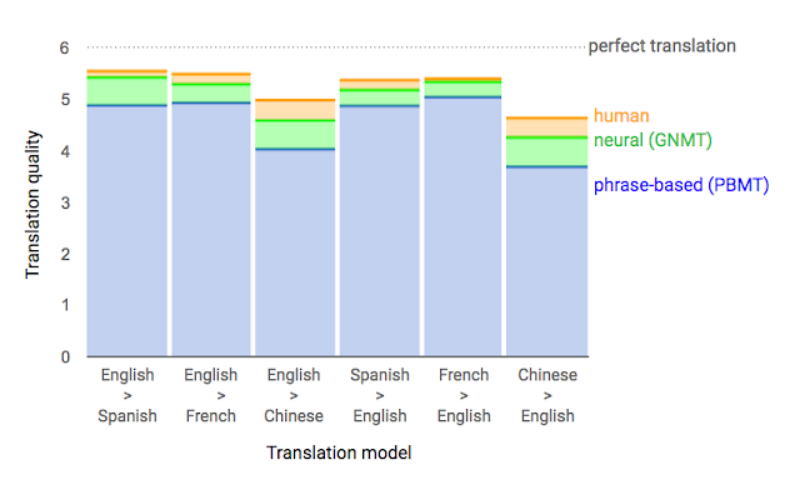 6
perfect translation
5
human
neural (GNMT)
4
phrase-based (PBMT)
3
2
1
0
Translation quality
English > Spanish
English > French
English > Chinese
Spanish > English
French > English
Chinese > English
Translation model